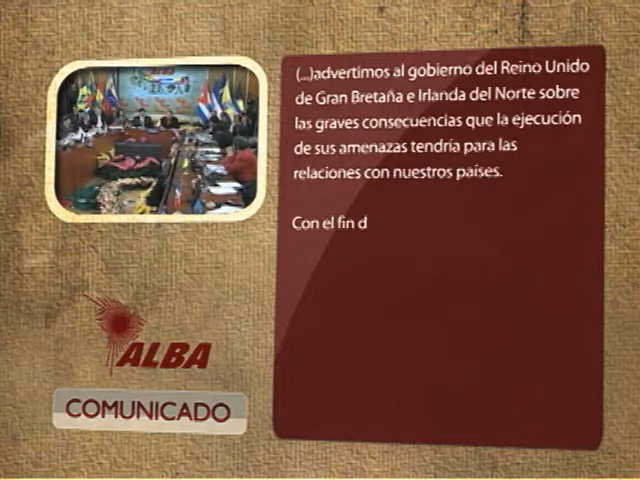 (...)advertimos al gobierno del Reino Unido
de Gran Bretaña e Irlanda del Norte sobre
las graves consecuencias que la ejecución
de sus amenazas tendría para las
relaciones con nuestros países.
Con el fin d
ALBA
COMUNICADO